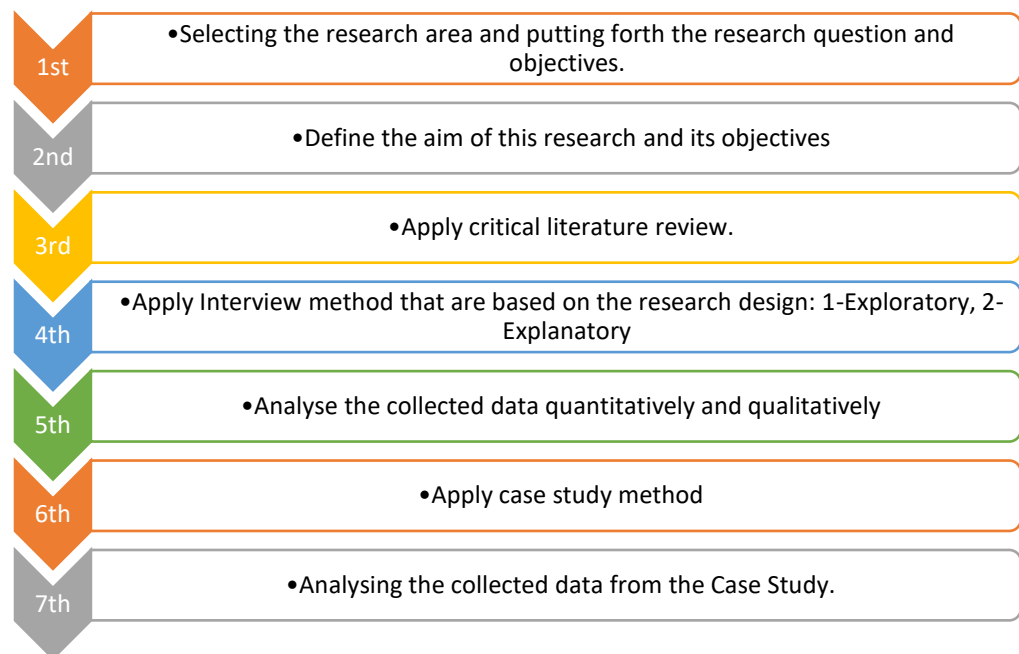 1st
•Selecting the research area and putting forth the research question and
objectives.
2nd
•Define the aim of this research and its objectives
3rd
•Apply critical literature review.
4th
•Apply Interview method that are based on the research design: 1-Exploratory, 2-
Explanatory
5th
•Analyse the collected data quantitatively and qualitatively
6th
•Apply case study method
7th
•Analysing the collected data from the Case Study.